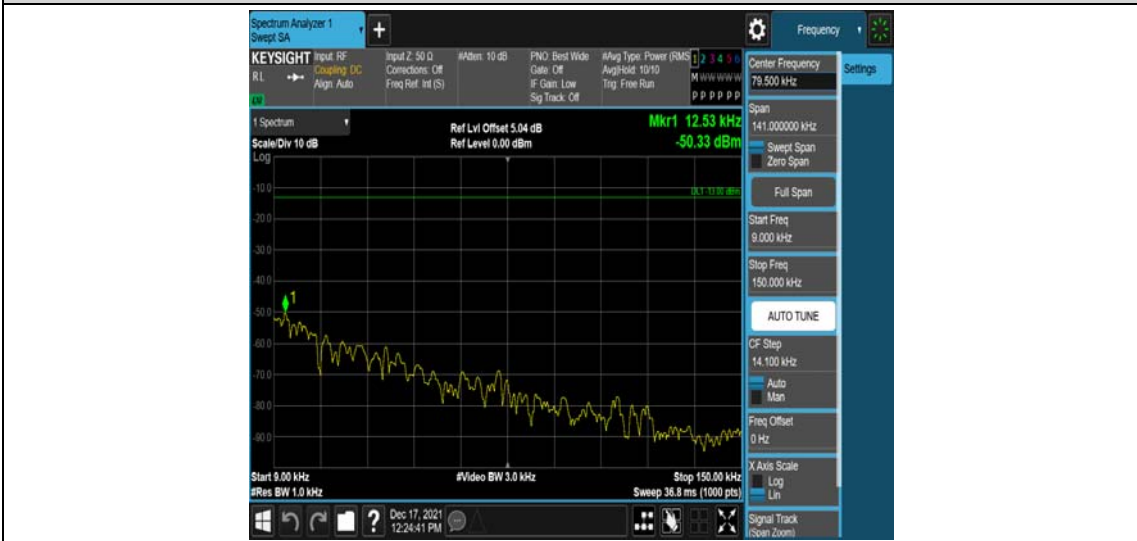 Spectrum Analyzer 1
Swept SA
+
Frequency
KEYSIGHT
RL
Input: RF
Coupling: DC
Align: Auto
Input Z: 50 Ω
Corrections: Off
Freq Ref: Int (S)
#Atten: 10 dB
PNO: Best Wide
Gate: Off
IF Gain: Low
Sig Track: Off
#Avg Type: Power (RMS
Avg|Hold: 10/10
Trig: Free Run
1 2 3 4 5 6
M W W W W W
P P P P P P
1 Spectrum
Scale/Div 10 dB
Log
Ref Lvl Offset 5.04 dB
Ref Level 0.00 dBm
Mkr1 12.53 kHz
-50.33 dBm
DL1 -13.00 dBm
-10.0
-20.0
-30.0
-40.0
1
-50.0
-60.0
-70.0
-80.0
-90.0
Start 9.00 kHz
#Res BW 1.0 kHz
#Video BW 3.0 kHz
Stop 150.00 kHz
Sweep 36.8 ms (1000 pts)
?
Dec 17, 2021
12:24:41 PM
Center Frequency
79.500 kHz
Settings
Span
141.000000 kHz
Swept Span
Zero Span
Full Span
Start Freq
9.000 kHz
Stop Freq
150.000 kHz
AUTO TUNE
CF Step
14.100 kHz
Auto
Man
Freq Offset
0 Hz
X Axis Scale
Log
Lin
Signal Track
(Span Zoom)